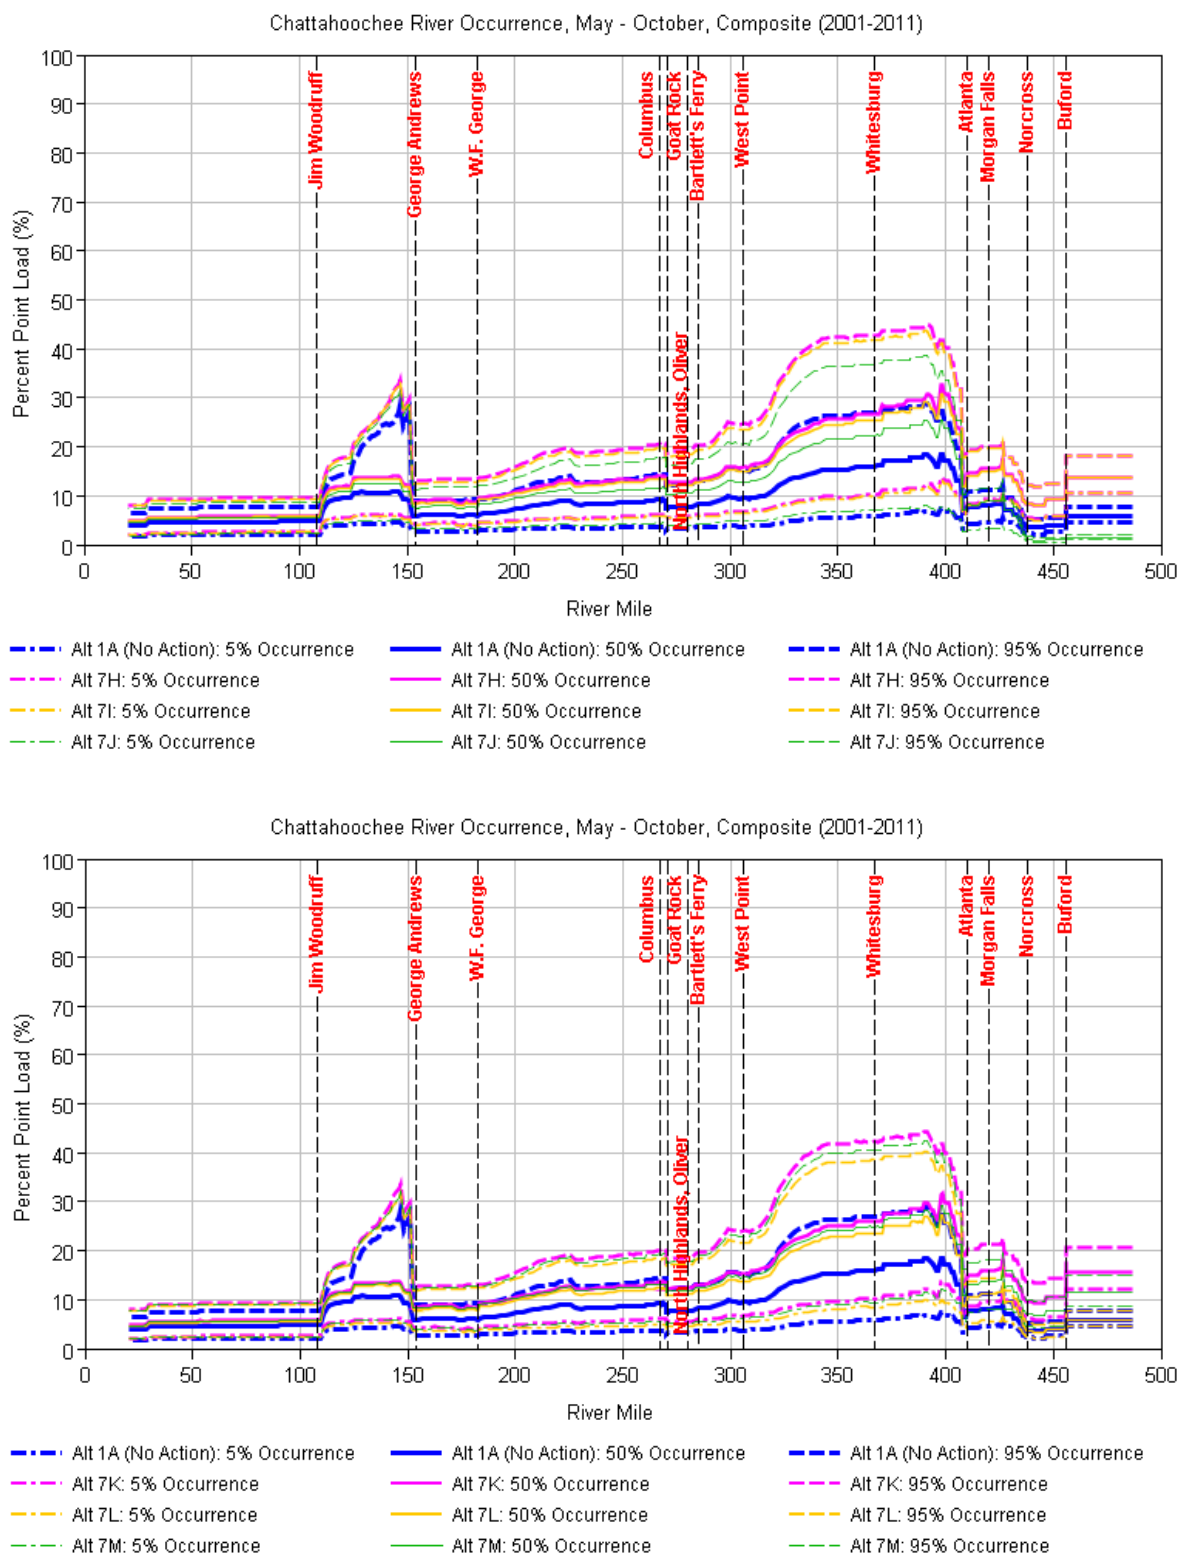 Chattahoochee River Occurrence, May - October, Composite (2001-2011)
Percent Point Load (%)
100
90
80
70
60
50
40
30
20
10
0
Jim Woodruff
George Andrews
W.F. George
Columbus
Goat Rock
North Highlands, Oliver
Bartlett's Ferry
West Point
Whitesburg
Atlanta
Morgan Falls
Norcross
Buford
0 50 100 150 200 250 300 350 400 450 500
River Mile
Alt 1A (No Action): 5% Occurrence Alt 1A (No Action): 50% Occurrence Alt 1A (No Action): 95% Occurrence
Alt 7H: 5% Occurrence Alt 7H: 50% Occurrence Alt 7H: 95% Occurrence
Alt 7I: 5% Occurrence Alt 7I: 50% Occurrence Alt 7I: 95% Occurrence
Alt 7J: 5% Occurrence Alt 7J: 50% Occurrence Alt 7J: 95% Occurrence
Chattahoochee River Occurrence, May - October, Composite (2001-2011)
Percent Point Load (%)
100
90
80
70
60
50
40
30
20
10
0
Jim Woodruff
George Andrews
W.F. George
Columbus
Goat Rock
North Highlands, Oliver
Bartlett's Ferry
West Point
Whitesburg
Atlanta
Morgan Falls
Norcross
Buford
0 50 100 150 200 250 300 350 400 450 500
River Mile
Alt 1A (No Action): 5% Occurrence Alt 1A (No Action): 50% Occurrence Alt 1A (No Action): 95% Occurrence
Alt 7K: 5% Occurrence Alt 7K: 50% Occurrence Alt 7K: 95% Occurrence
Alt 7L: 5% Occurrence Alt 7L: 50% Occurrence Alt 7L: 95% Occurrence
Alt 7M: 5% Occurrence Alt 7M: 50% Occurrence Alt 7M: 95% Occurrence